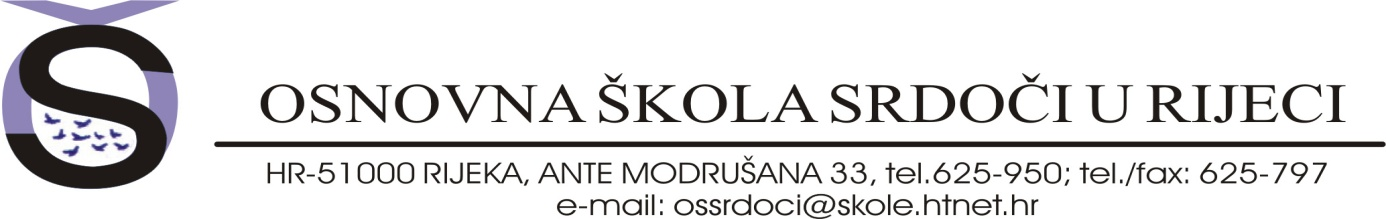 Š
OSNOVNA ŠKOLA SRDOČI U RIJECI
HR-51000 RIJEKA, ANTE MODRUŠANA 33, tel.625-950; tel./fax: 625-797
e-mail: ossrdoci@skole.htnet.hr